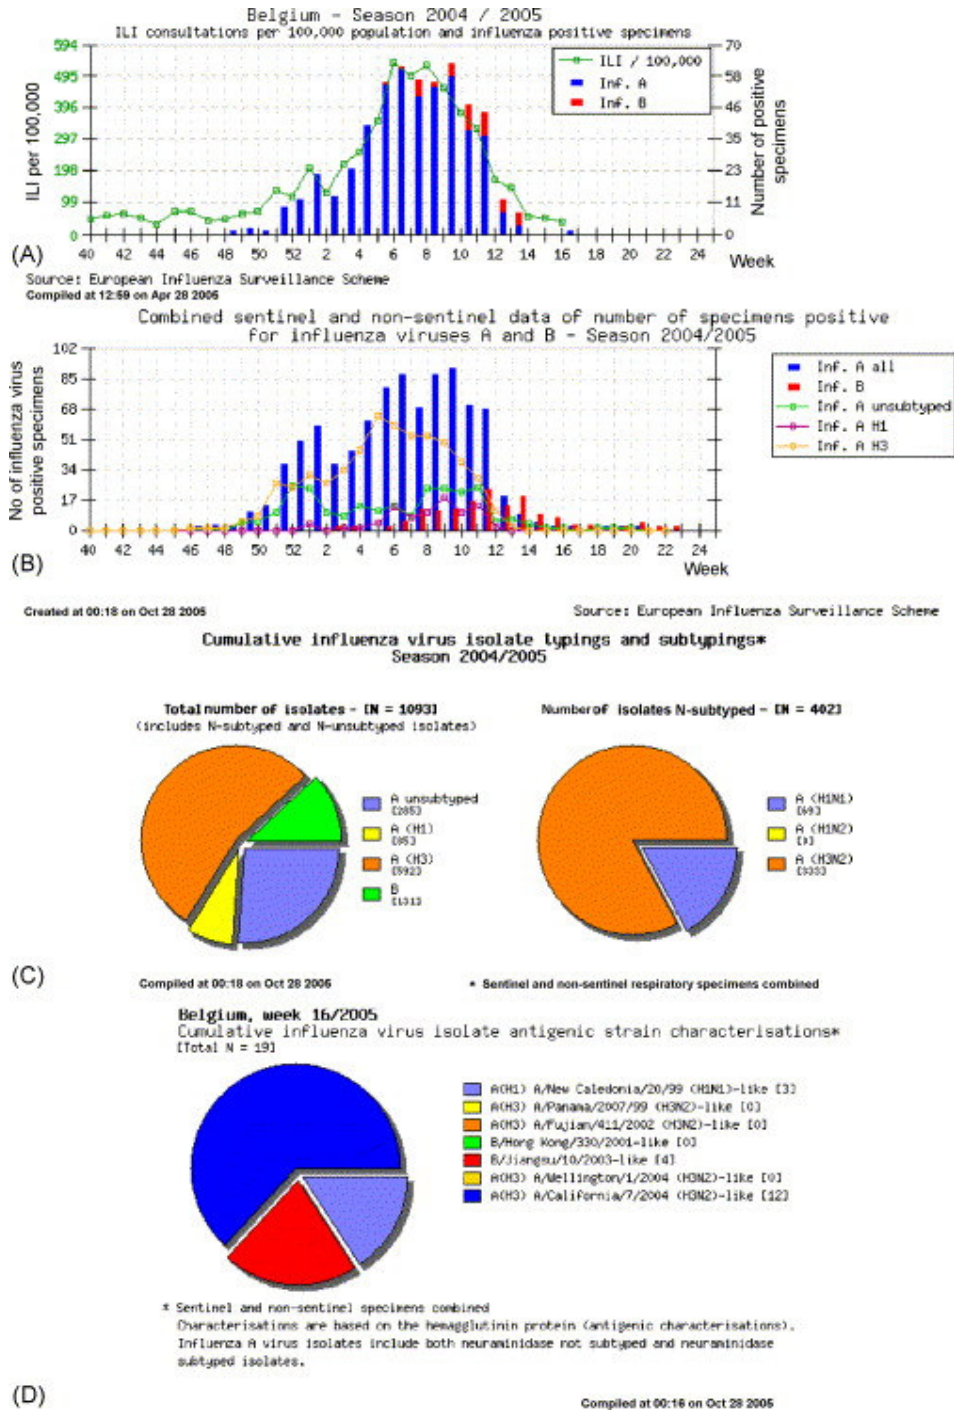 Belgium - Season 2004 / 2005
ILI consultations per 100,000 population and influenza positive specimens
594
495
396
297
198
99
0
ILI per 100,000
70
58
46
35
23
11
0
Number of positive
specimens
ILI / 100,000
Inf. A
Inf. B
40 42 44 46 48 50 52 2 4 6 8 10 12 14 16 18 20 22 24
Week
(A)
Source: European Influenza Surveillance Scheme
Compiled at 12:59 on Apr 28 2005
Combined sentinel and non-sentinel data of number of specimens positive
for influenza viruses A and B - Season 2004/2005
102
85
68
51
34
17
0
No of influenza virus
positive specimens
Inf. A all
Inf. B
Inf. A unsubtyped
Inf. A H1
Inf. A H3
40 42 44 46 48 50 52 2 4 6 8 10 12 14 16 18 20 22 24
Week
(B)
Created at 00:18 on Oct 28 2005
Source: European Influenza Surveillance Scheme
Cumulative influenza virus isolate typings and subtypings*
Season 2004/2005
Total number of isolates - [N = 1093]
(includes N-subtyped and N-unsubtyped isolates)
A unsubtyped
[285]
A (H1)
[85]
A (H3)
[592]
B
[131]
Number of isolates N-subtyped - [N = 402]
A (H1N1)
[69]
A (H1N2)
[0]
A (H3N2)
[333]
(C)
Compiled at 00:18 on Oct 28 2005
* Sentinel and non-sentinel respiratory specimens combined
Belgium, week 16/2005
Cumulative influenza virus isolate antigenic strain characterisations*
[Total N = 19]
A(H1) A/New Caledonia/20/99 (H1N1)-like [3]
A(H3) A/Panama/2007/99 (H3N2)-like [0]
A(H3) A/Fujian/411/2002 (H3N2)-like [0]
B/Hong Kong/330/2001-like [0]
B/Jiangsu/10/2003-like [4]
A(H3) A/Wellington/1/2004 (H3N2)-like [0]
A(H3) A/California/7/2004 (H3N2)-like [12]
* Sentinel and non-sentinel specimens combined
Characterisations are based on the hemagglutinin protein (antigenic characterisations).
Influenza A virus isolates include both neuraminidase not subtyped and neuraminidase
subtyped isolates.
(D)
Compiled at 00:16 on Oct 28 2005